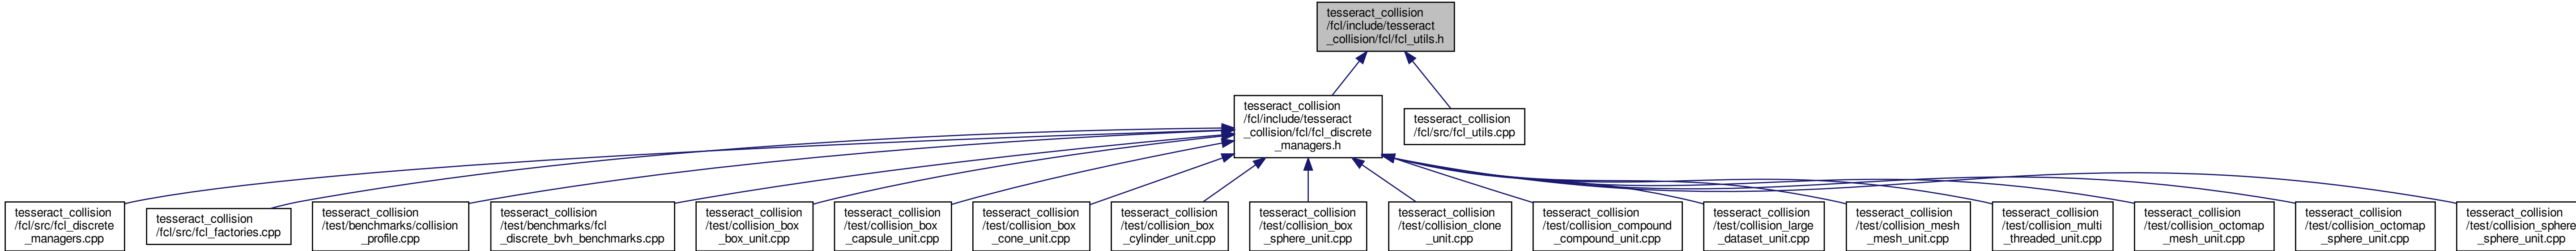 tesseract_collision
/fcl/include/tesseract
_collision/fcl/fcl_utils.h
tesseract_collision
/fcl/include/tesseract
_collision/fcl/fcl_discrete
_managers.h
tesseract_collision
/fcl/src/fcl_utils.cpp
tesseract_collision
/fcl/src/fcl_discrete
_managers.cpp
tesseract_collision
/fcl/src/fcl_factories.cpp
tesseract_collision
/test/benchmarks/collision
_profile.cpp
tesseract_collision
/test/benchmarks/fcl
_discrete_bvh_benchmarks.cpp
tesseract_collision
/test/collision_box
_box_unit.cpp
tesseract_collision
/test/collision_box
_capsule_unit.cpp
tesseract_collision
/test/collision_box
_cone_unit.cpp
tesseract_collision
/test/collision_box
_cylinder_unit.cpp
tesseract_collision
/test/collision_box
_sphere_unit.cpp
tesseract_collision
/test/collision_clone
_unit.cpp
tesseract_collision
/test/collision_compound
_compound_unit.cpp
tesseract_collision
/test/collision_large
_dataset_unit.cpp
tesseract_collision
/test/collision_mesh
_mesh_unit.cpp
tesseract_collision
/test/collision_multi
_threaded_unit.cpp
tesseract_collision
/test/collision_octomap
_mesh_unit.cpp
tesseract_collision
/test/collision_octomap
_sphere_unit.cpp
tesseract_collision
/test/collision_sphere
_sphere_unit.cpp